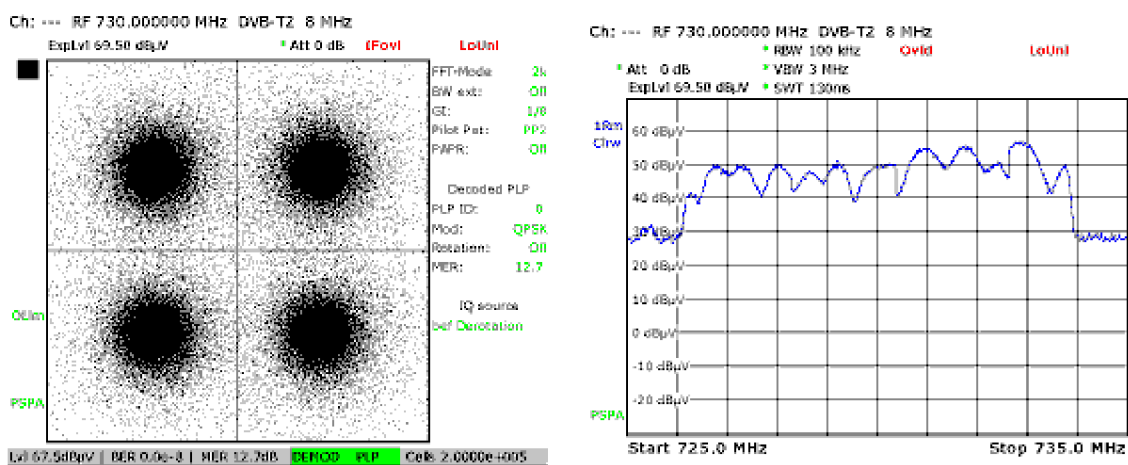 Ch: --- RF 730.000000 MHz DVB-T2 8 MHz
ExpLvl 69.50 dBµV * Att 0 dB IFovl LoUnl
FFT-Mode 2k
BW ext: Off
GI: 1/8
Pilot Pat: PP2
PAPR: Off
Decoded PLP
PLP ID: 0
Mod: QPSK
Rotation: Off
MER: 12.7
IQ source
bef Derotation
PSPA
Lvl 67.5dBµV | BER 0.0e-8 | MER 12.7dB DEMOD PLP Cells 2.0000e+005
Ch: --- RF 730.000000 MHz DVB-T2 8 MHz
* RBW 100 kHz Ovld LoUnl
* Att 0 dB * VBW 3 MHz
ExpLvl 69.50 dBµV * SWT 130ms
1Rm
Clrw
60 dBµV
50 dBµV
40 dBµV
30 dBµV
20 dBµV
10 dBµV
0 dBµV
-10 dBµV
-20 dBµV
PSPA
Start 725.0 MHz Stop 735.0 MHz